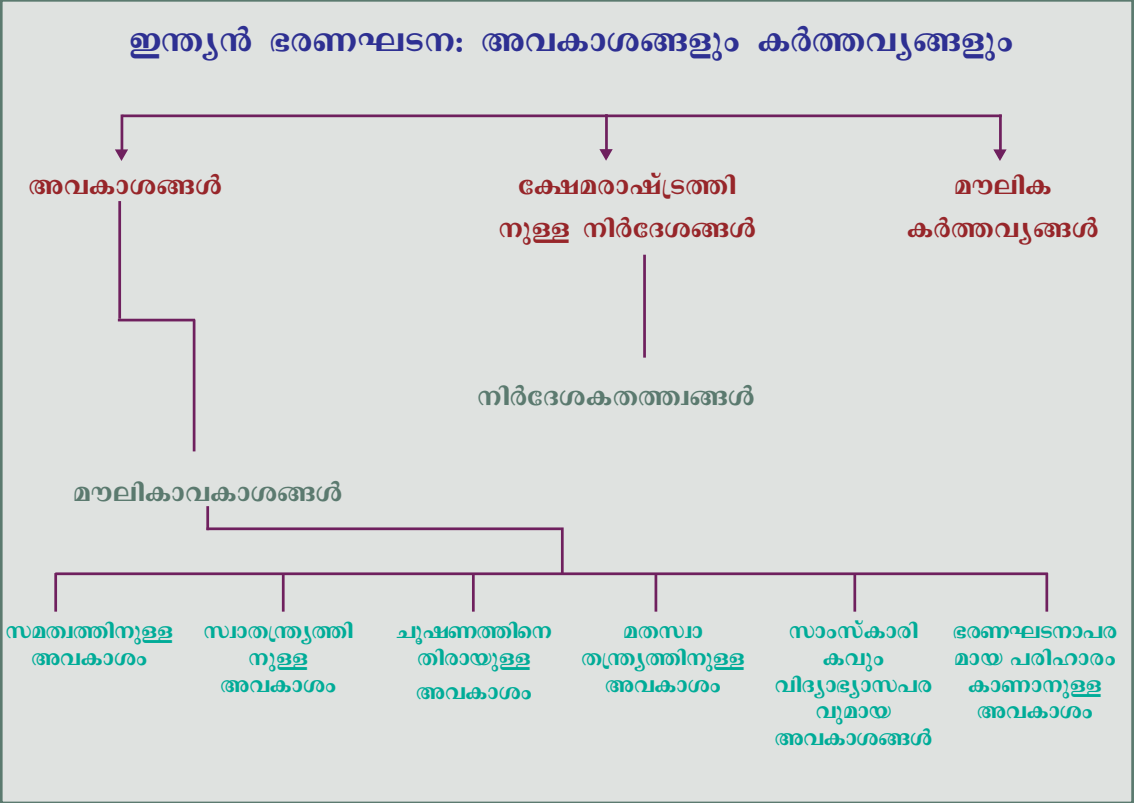 ഇന്ത്യൻ ഭരണഘടന: അവകാശങ്ങളും കർത്തവ്യങ്ങളും
അവകാശങ്ങൾ
ക്ഷേമരാഷ്ട്രത്തി
നുള്ള നിർദേശങ്ങൾ
മൗലിക
കർത്തവ്യങ്ങൾ
നിർദേശകതത്ത്വങ്ങൾ
മൗലികാവകാശങ്ങൾ
സമത്വത്തിനുള്ള
അവകാശം
സ്വാതന്ത്ര്യത്തി
നുള്ള
അവകാശം
ചൂഷണത്തിനെ
തിരായുള്ള
അവകാശം
മതസ്വാ
തന്ത്ര്യത്തിനുള്ള
അവകാശം
സാംസ്കാരി
കവും
വിദ്യാഭ്യാസപര
വുമായ
അവകാശങ്ങൾ
ഭരണഘടനാപര
മായ പരിഹാരം
കാണാനുള്ള
അവകാശം